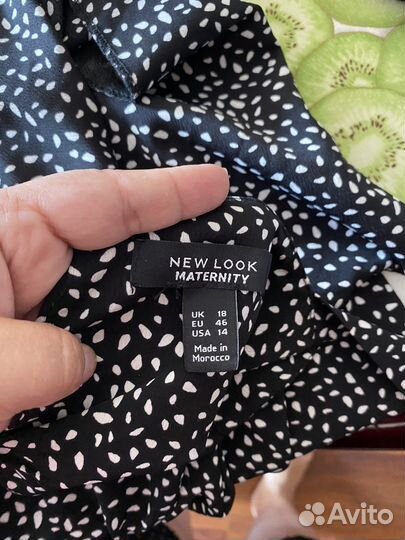 NEW LOOK
MATERNITY
UK 18
EU 46
USA 14
Made in
Morocco
Avito